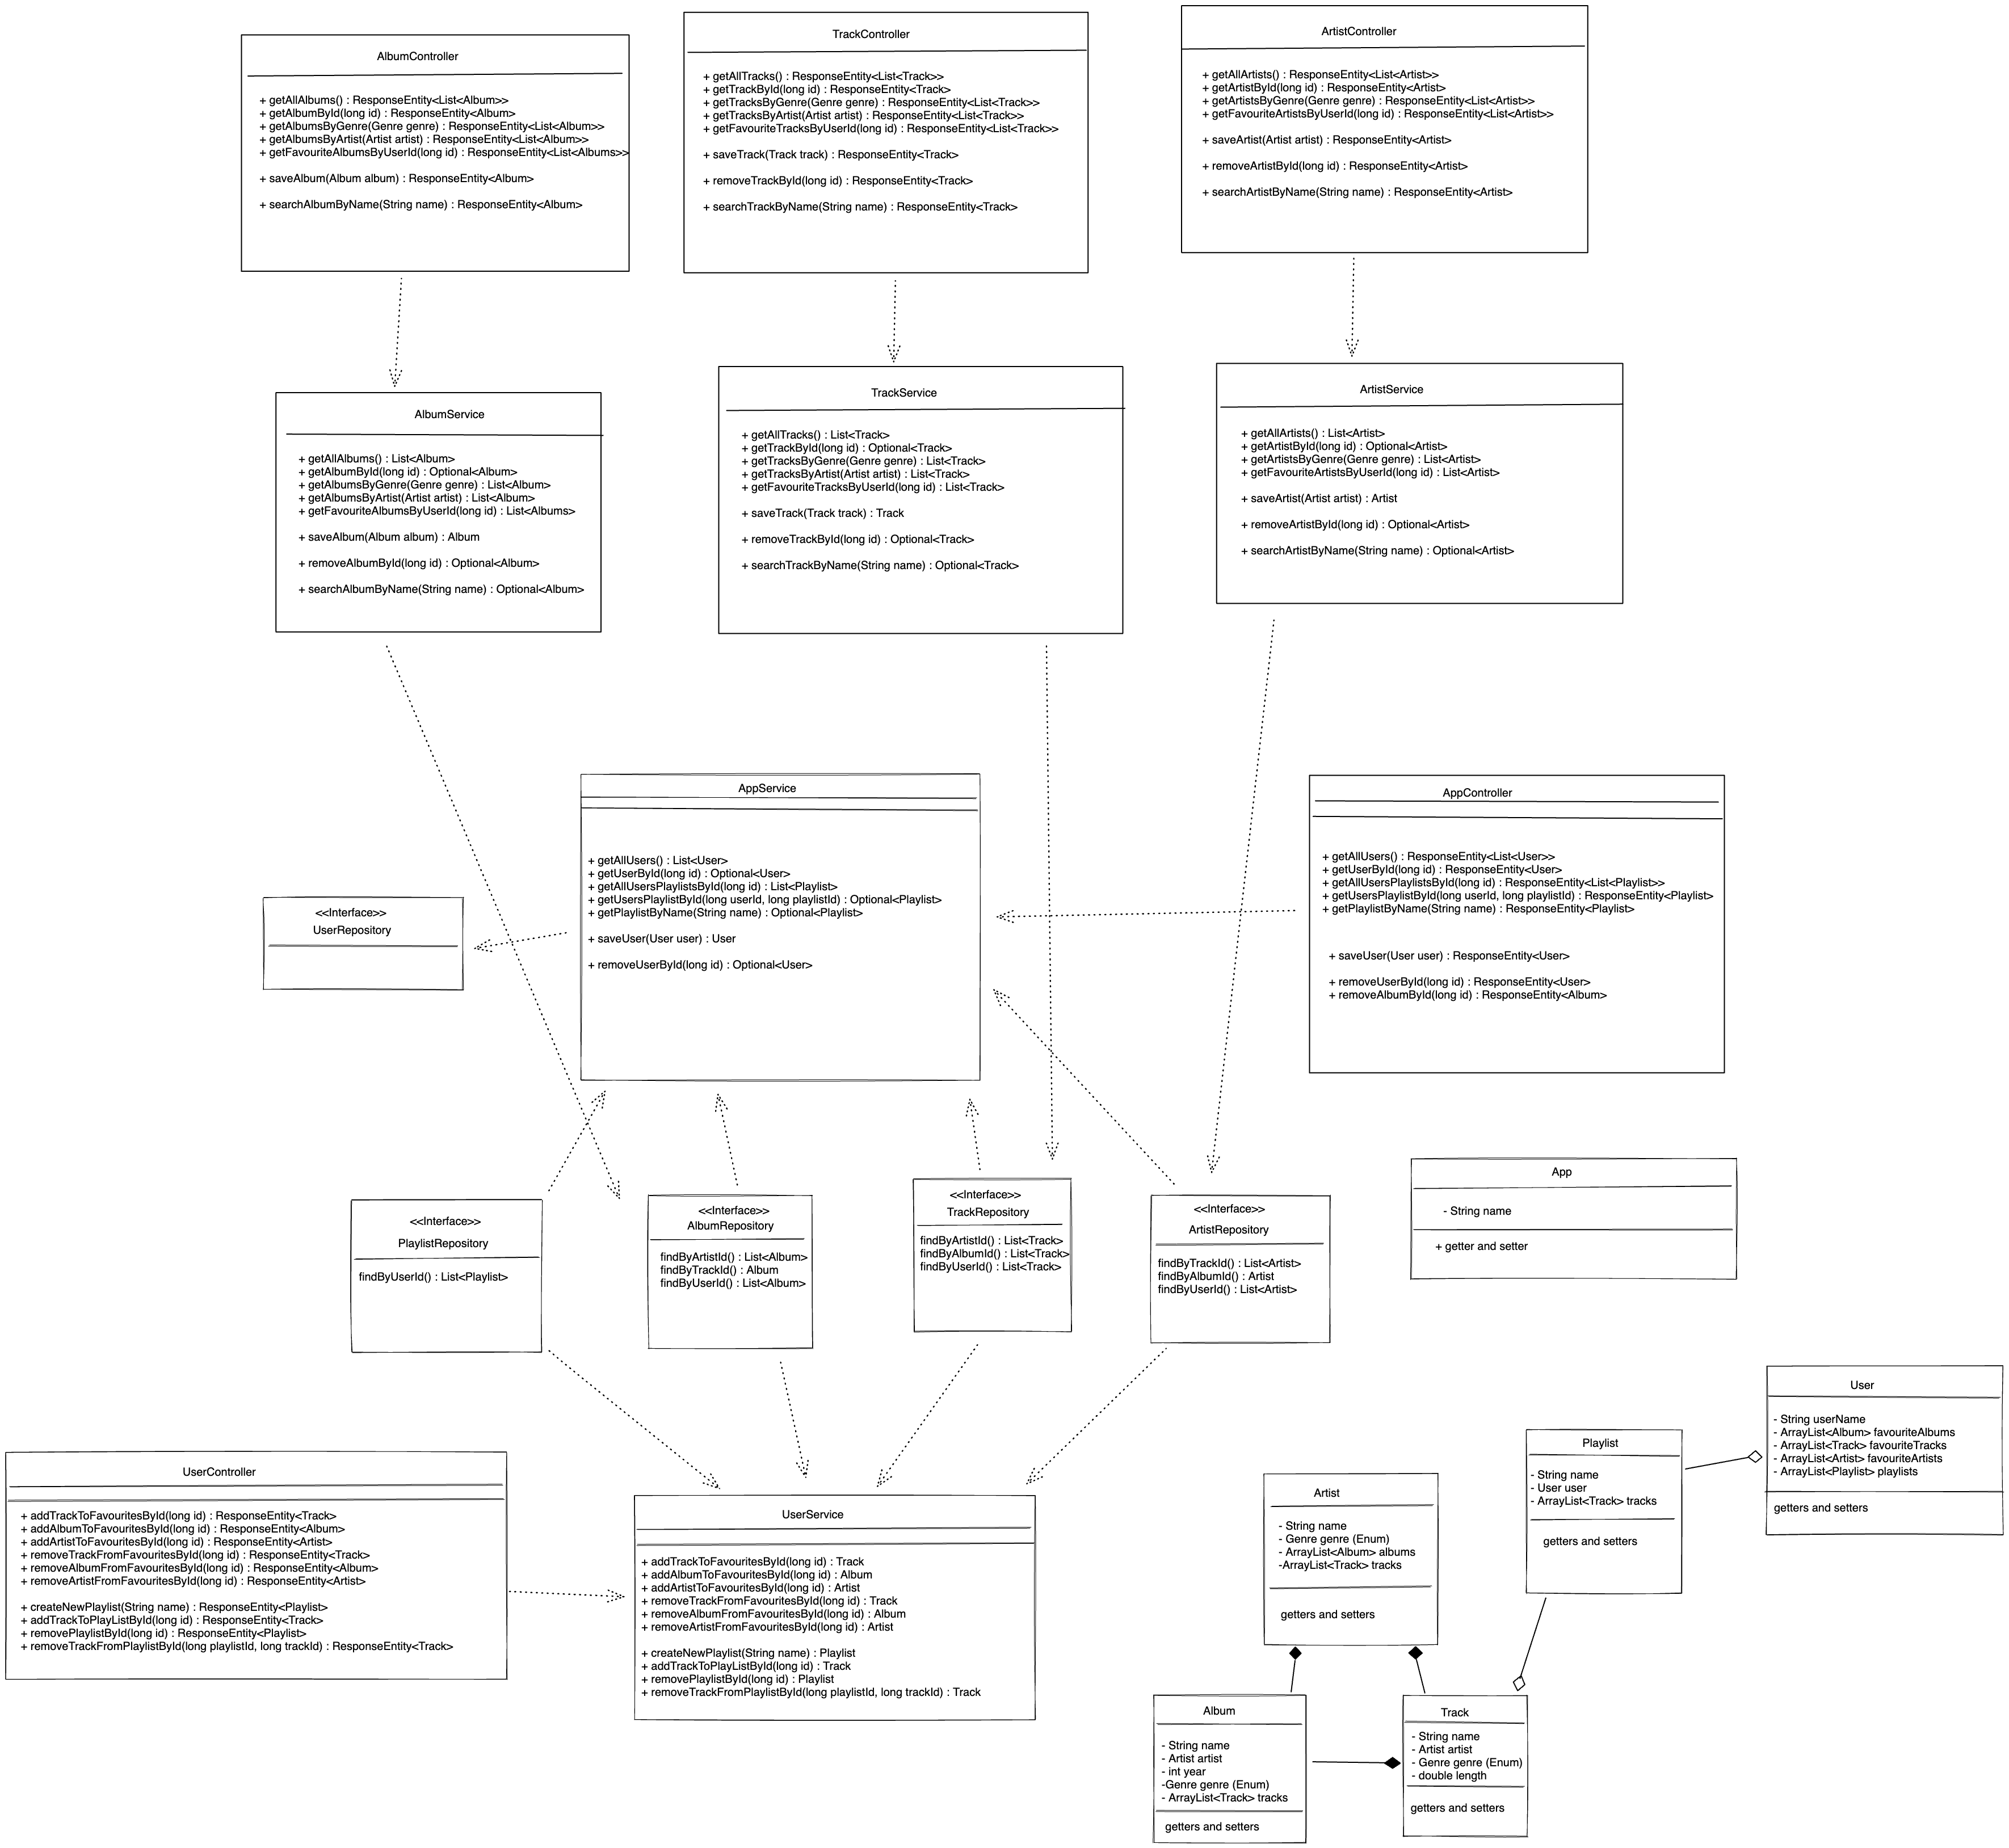 AlbumController
+ getAllAlbums() : ResponseEntity<List<Album>>
+ getAlbumById(long id) : ResponseEntity<Album>
+ getAlbumsByGenre(Genre genre) : ResponseEntity<List<Album>>
+ getAlbumsByArtist(Artist artist) : ResponseEntity<List<Album>>
+ getFavouriteAlbumsByUserId(long id) : ResponseEntity<List<Albums>>
+ saveAlbum(Album album) : ResponseEntity<Album>
+ searchAlbumByName(String name) : ResponseEntity<Album>
TrackController
+ getAllTracks() : ResponseEntity<List<Track>>
+ getTrackById(long id) : ResponseEntity<Track>
+ getTracksByGenre(Genre genre) : ResponseEntity<List<Track>>
+ getTracksByArtist(Artist artist) : ResponseEntity<List<Track>>
+ getFavouriteTracksByUserId(long id) : ResponseEntity<List<Track>>
+ saveTrack(Track track) : ResponseEntity<Track>
+ removeTrackById(long id) : ResponseEntity<Track>
+ searchTrackByName(String name) : ResponseEntity<Track>
ArtistController
+ getAllArtists() : ResponseEntity<List<Artist>>
+ getArtistById(long id) : ResponseEntity<Artist>
+ getArtistsByGenre(Genre genre) : ResponseEntity<List<Artist>>
+ getFavouriteArtistsByUserId(long id) : ResponseEntity<List<Artist>>
+ saveArtist(Artist artist) : ResponseEntity<Artist>
+ removeArtistById(long id) : ResponseEntity<Artist>
+ searchArtistByName(String name) : ResponseEntity<Artist>
AlbumService
+ getAllAlbums() : List<Album>
+ getAlbumById(long id) : Optional<Album>
+ getAlbumsByGenre(Genre genre) : List<Album>
+ getAlbumsByArtist(Artist artist) : List<Album>
+ getFavouriteAlbumsByUserId(long id) : List<Albums>
+ saveAlbum(Album album) : Album
+ removeAlbumById(long id) : Optional<Album>
+ searchAlbumByName(String name) : Optional<Album>
TrackService
+ getAllTracks() : List<Track>
+ getTrackById(long id) : Optional<Track>
+ getTracksByGenre(Genre genre) : List<Track>
+ getTracksByArtist(Artist artist) : List<Track>
+ getFavouriteTracksByUserId(long id) : List<Track>
+ saveTrack(Track track) : Track
+ removeTrackById(long id) : Optional<Track>
+ searchTrackByName(String name) : Optional<Track>
ArtistService
+ getAllArtists() : List<Artist>
+ getArtistById(long id) : Optional<Artist>
+ getArtistsByGenre(Genre genre) : List<Artist>
+ getFavouriteArtistsByUserId(long id) : List<Artist>
+ saveArtist(Artist artist) : Artist
+ removeArtistById(long id) : Optional<Artist>
+ searchArtistByName(String name) : Optional<Artist>
AppService
+ getAllUsers() : List<User>
+ getUserById(long id) : Optional<User>
+ getAllUsersPlaylistsById(long id) : List<Playlist>
+ getUsersPlaylistById(long userId, long playlistId) : Optional<Playlist>
+ getPlaylistByName(String name) : Optional<Playlist>
+ saveUser(User user) : User
+ removeUserById(long id) : Optional<User>
AppController
+ getAllUsers() : ResponseEntity<List<User>>
+ getUserById(long id) : ResponseEntity<User>
+ getAllUsersPlaylistsById(long id) : ResponseEntity<List<Playlist>>
+ getUsersPlaylistById(long userId, long playlistId) : ResponseEntity<Playlist>
+ getPlaylistByName(String name) : ResponseEntity<Playlist>
+ saveUser(User user) : ResponseEntity<User>
+ removeUserById(long id) : ResponseEntity<User>
+ removeAlbumById(long id) : ResponseEntity<Album>
<<Interface>>
UserRepository
<<Interface>>
PlaylistRepository
findByUserId() : List<Playlist>
<<Interface>>
AlbumRepository
findByArtistId() : List<Album>
findByTrackId() : Album
findByUserId() : List<Album>
<<Interface>>
TrackRepository
findByArtistId() : List<Track>
findByAlbumId() : List<Track>
findByUserId() : List<Track>
<<Interface>>
ArtistRepository
findByTrackId() : List<Artist>
findByAlbumId() : Artist
findByUserId() : List<Artist>
App
- String name
+ getter and setter
UserController
+ addTrackToFavouritesById(long id) : ResponseEntity<Track>
+ addAlbumToFavouritesById(long id) : ResponseEntity<Album>
+ addArtistToFavouritesById(long id) : ResponseEntity<Artist>
+ removeTrackFromFavouritesById(long id) : ResponseEntity<Track>
+ removeAlbumFromFavouritesById(long id) : ResponseEntity<Album>
+ removeArtistFromFavouritesById(long id) : ResponseEntity<Artist>
+ createNewPlaylist(String name) : ResponseEntity<Playlist>
+ addTrackToPlayListById(long id) : ResponseEntity<Track>
+ removePlaylistById(long id) : ResponseEntity<Playlist>
+ removeTrackFromPlaylistById(long playlistId, long trackId) : ResponseEntity<Track>
UserService
+ addTrackToFavouritesById(long id) : Track
+ addAlbumToFavouritesById(long id) : Album
+ addArtistToFavouritesById(long id) : Artist
+ removeTrackFromFavouritesById(long id) : Track
+ removeAlbumFromFavouritesById(long id) : Album
+ removeArtistFromFavouritesById(long id) : Artist
+ createNewPlaylist(String name) : Playlist
+ addTrackToPlayListById(long id) : Track
+ removePlaylistById(long id) : Playlist
+ removeTrackFromPlaylistById(long playlistId, long trackId) : Track
User
- String userName
- ArrayList<Album> favouriteAlbums
- ArrayList<Track> favouriteTracks
- ArrayList<Artist> favouriteArtists
- ArrayList<Playlist> playlists
getters and setters
Playlist
- String name
- User user
- ArrayList<Track> tracks
getters and setters
Artist
- String name
- Genre genre (Enum)
- ArrayList<Album> albums
-ArrayList<Track> tracks
getters and setters
Album
- String name
- Artist artist
- int year
-Genre genre (Enum)
- ArrayList<Track> tracks
getters and setters
Track
- String name
- Artist artist
- Genre genre (Enum)
- double length
getters and setters